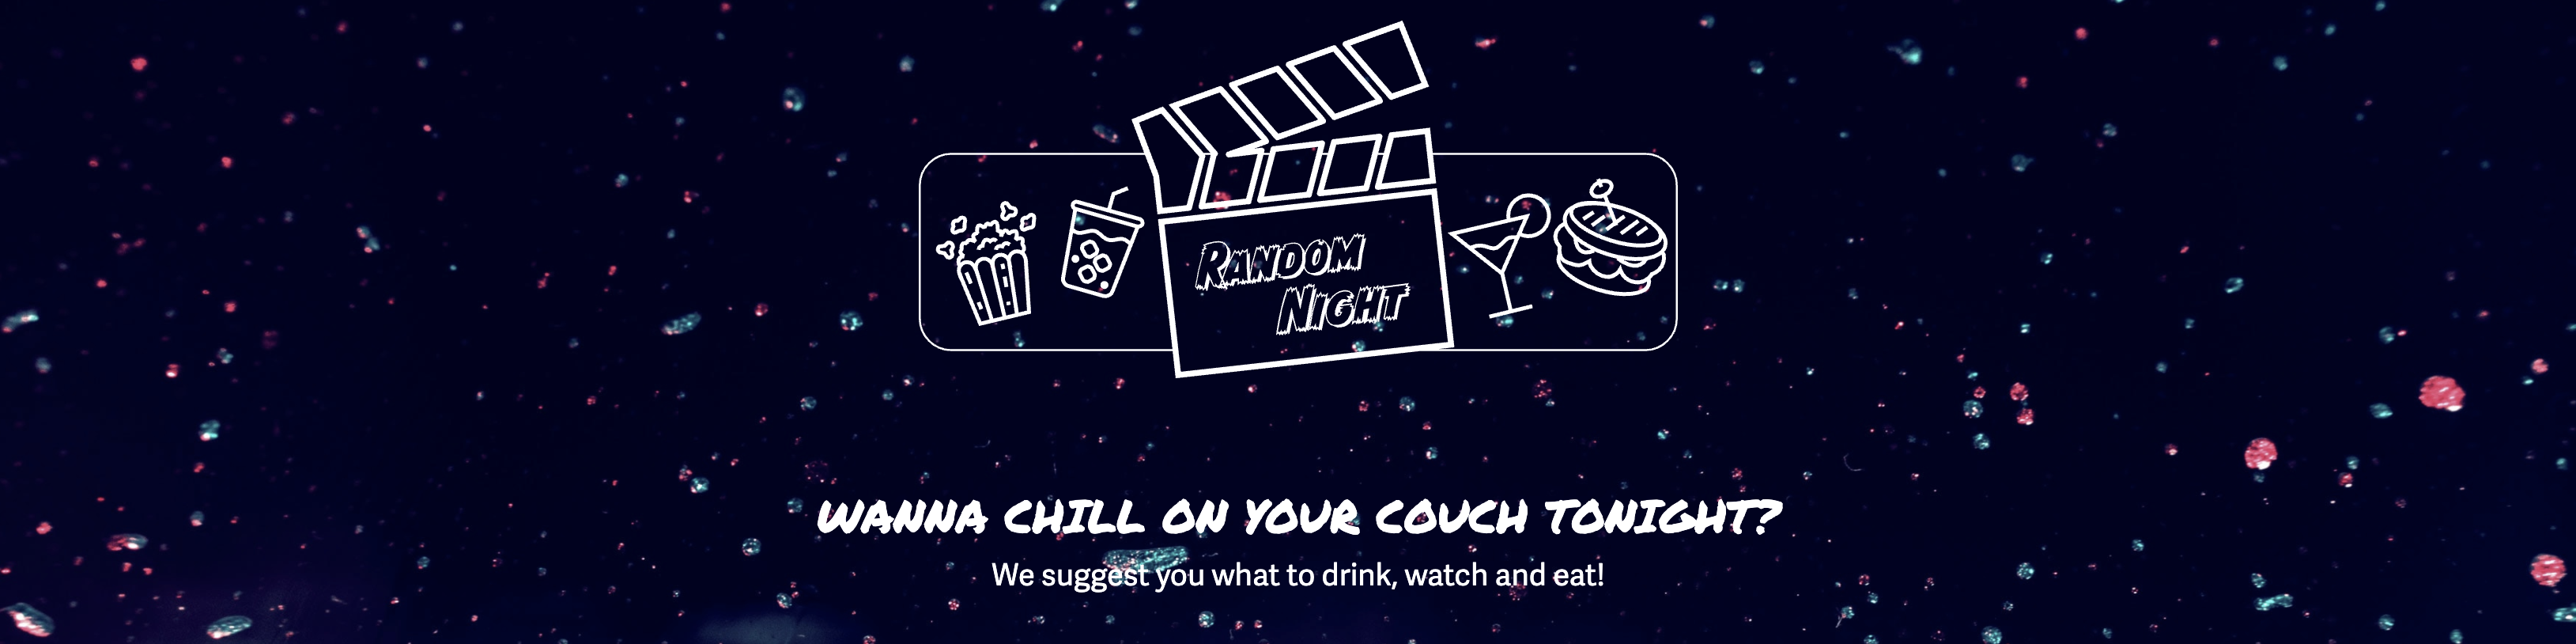 Random
Night
WANNA CHILL ON YOUR COUCH TONIGHT?
We suggest you what to drink, watch and eat!